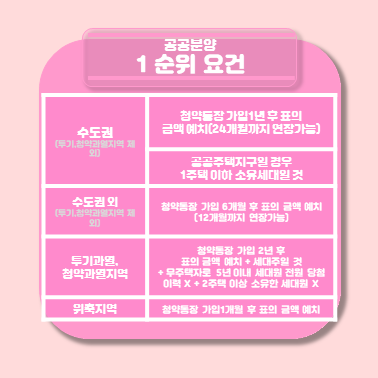 공공분양
1 순위 요건
수도권
(투기,청약과열지역 제
외)
청약통장 가입1년 후 표의
금액 예치(24개월까지 연장가능)
공공주택지구일 경우
1주택 이하 소유세대일 것
수도권 외
(투기,청약과열지역 제
외)
청약통장 가입 6개월 후 표의 금액 예치
(12개월까지 연장가능)
투기과열,
청약과열지역
청약통장 가입 2년 후
표의 금액 예치 + 세대주일 것
+ 무주택자로 5년 이내 세대원 전원 당첨
이력 X + 2주택 이상 소유한 세대원 X
위축지역
청약통장 가입1개월 후 표의 금액 예치